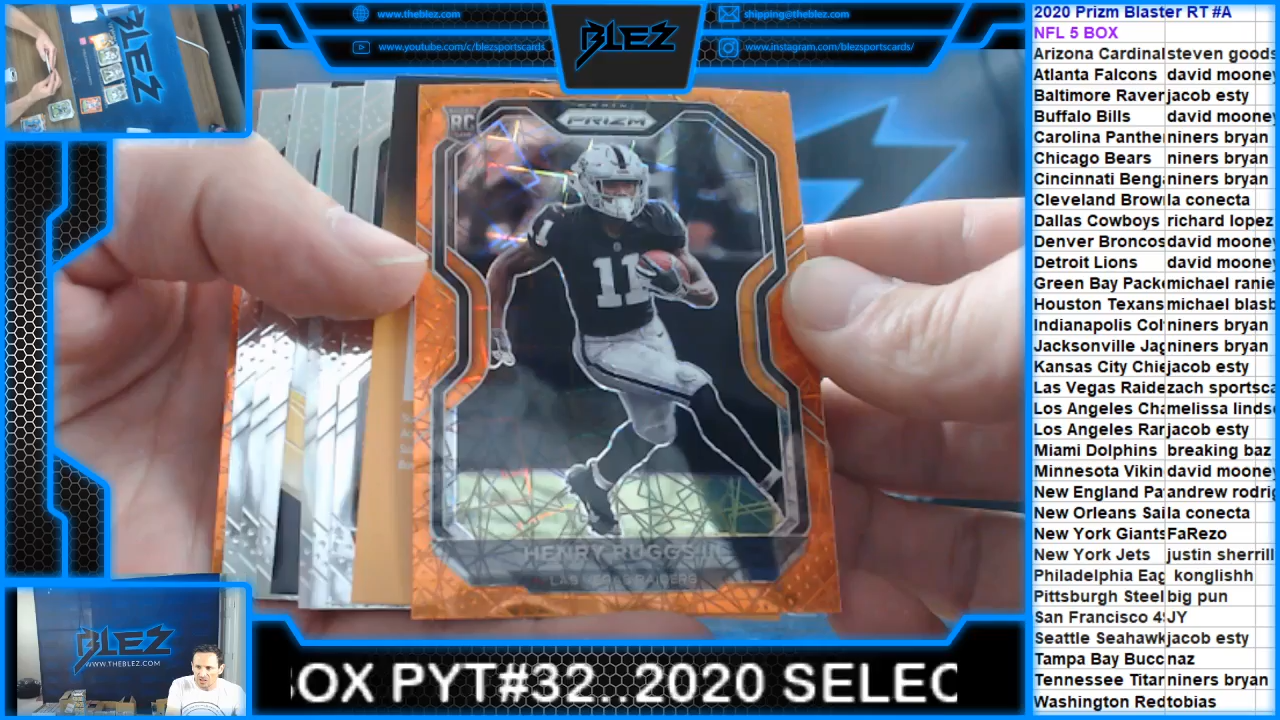 www.theblez.com
shipping@theblez.com
www.youtube.com/c/blezsportscards
www.instagram.com/blezsportscards/
BLEZ
BLEZ
RC
PANINI
PRIZM
11
11
HENRY RUGGS III
LAS VEGAS RAIDERS
BLEZ
WWW.THEBLEZ.COM
OX PYT#32..2020 SELEC
2020 Prizm Blaster RT #A
NFL 5 BOX
Arizona Cardinal steven goods
Atlanta Falcons david mooney
Baltimore Raver jacob esty
Buffalo Bills david mooney
Carolina Panthe niners bryan
Chicago Bears niners bryan
Cincinnati Beng niners bryan
Cleveland Brow la conecta
Dallas Cowboys richard lopez
Denver Broncos david mooney
Detroit Lions david mooney
Green Bay Pack michael ranie
Houston Texans michael blasb
Indianapolis Col niners bryan
Jacksonville Jag niners bryan
Kansas City Chie jacob esty
Las Vegas Raide zach sportsca
Los Angeles Cha melissa linds
Los Angeles Rar jacob esty
Miami Dolphins breaking baz
Minnesota Vikin david mooney
New England Pa andrew rodrig
New Orleans Sai la conecta
New York Giants FaRezo
New York Jets justin sherrill
Philadelphia Eag konglishh
Pittsburgh Steel big pun
San Francisco 49 JY
Seattle Seahawk jacob esty
Tampa Bay Bucc naz
Tennessee Titar niners bryan
Washington Red tobias